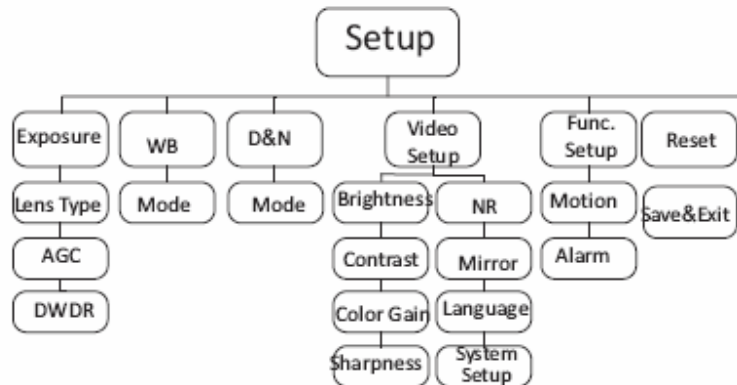 Setup
Exposure
WB
D&N
Video
Setup
Func.
Setup
Reset
Lens Type
Mode
Mode
Brightness
NR
Motion
Save&Exit
AGC
Contrast
Mirror
Alarm
DWDR
Color Gain
Language
Sharpness
System
Setup